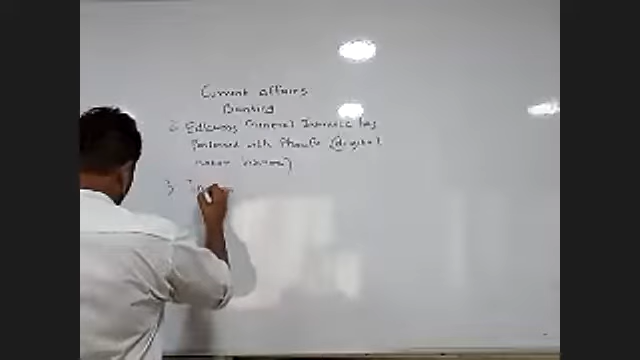 Current affairs
Banking
2. Edelweiss General Insurance has
Partnered with PhonePe (digital
motor insurance)
3.